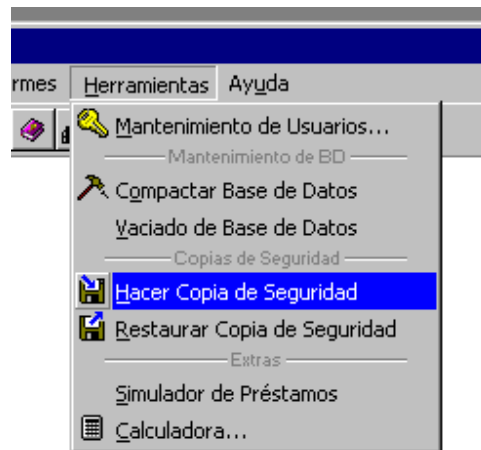 rmes Herramientas Ayuda
Mantenimiento de Usuarios...
Mantenimiento de BD
Compactar Base de Datos
Vaciado de Base de Datos
Copias de Seguridad
Hacer Copia de Seguridad
Restaurar Copia de Seguridad
Extras
Simulador de Préstamos
Calculadora...